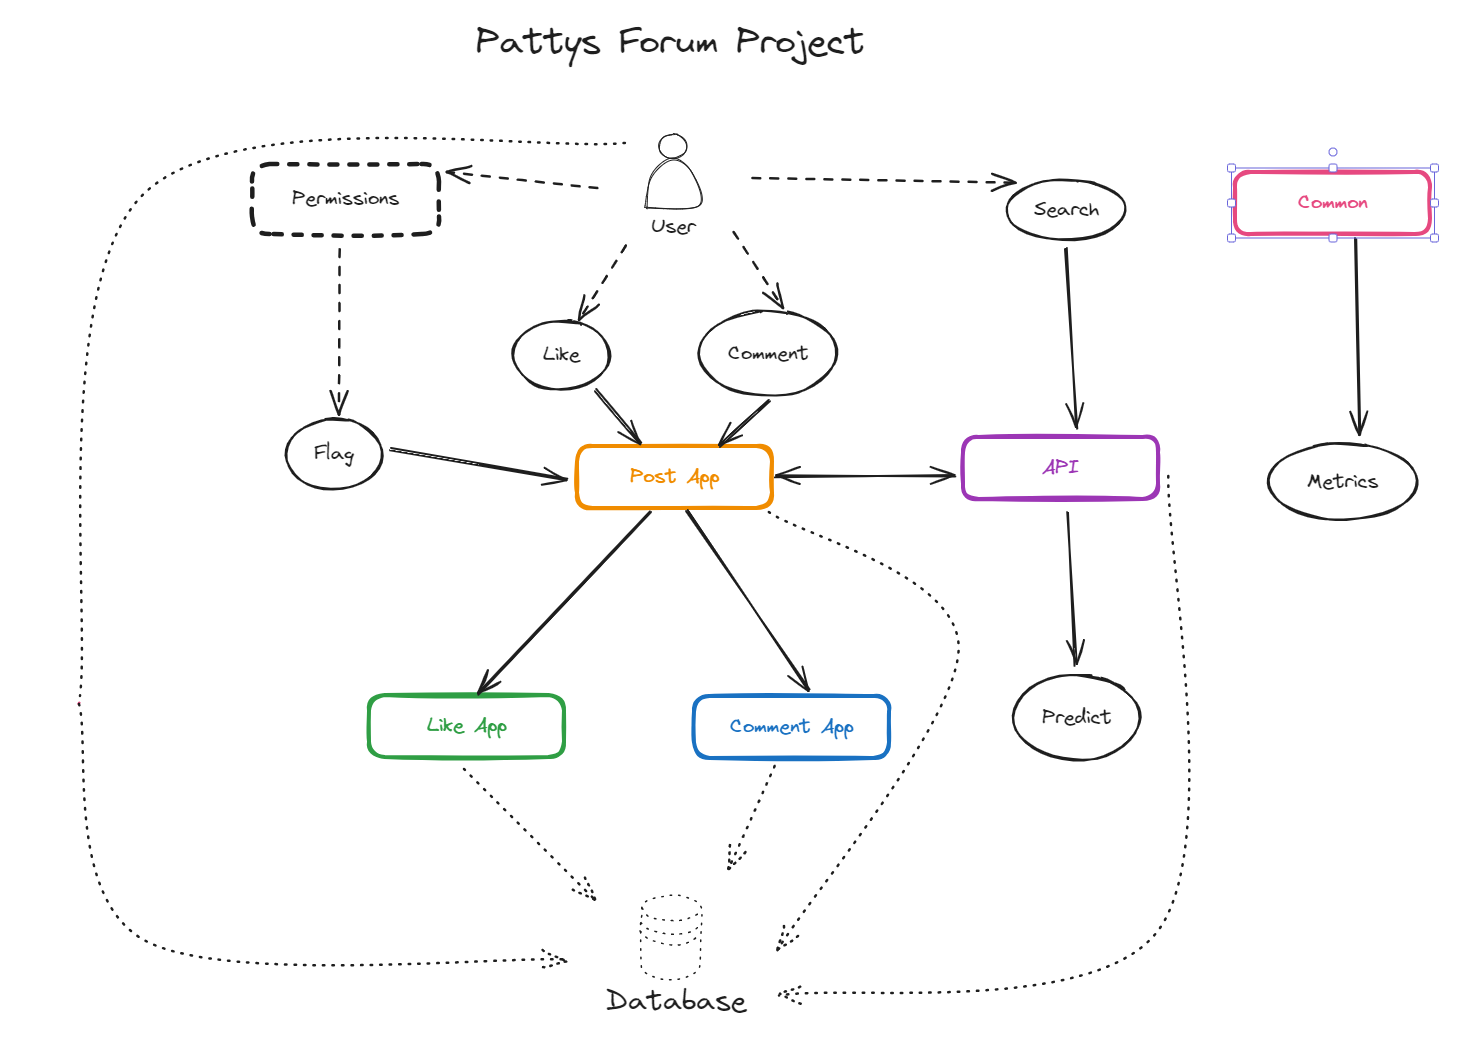 Pattys Forum Project
Permissions
User
Search
Common
Like
Comment
Flag
Post App
API
Metrics
Like App
Comment App
Predict
Database